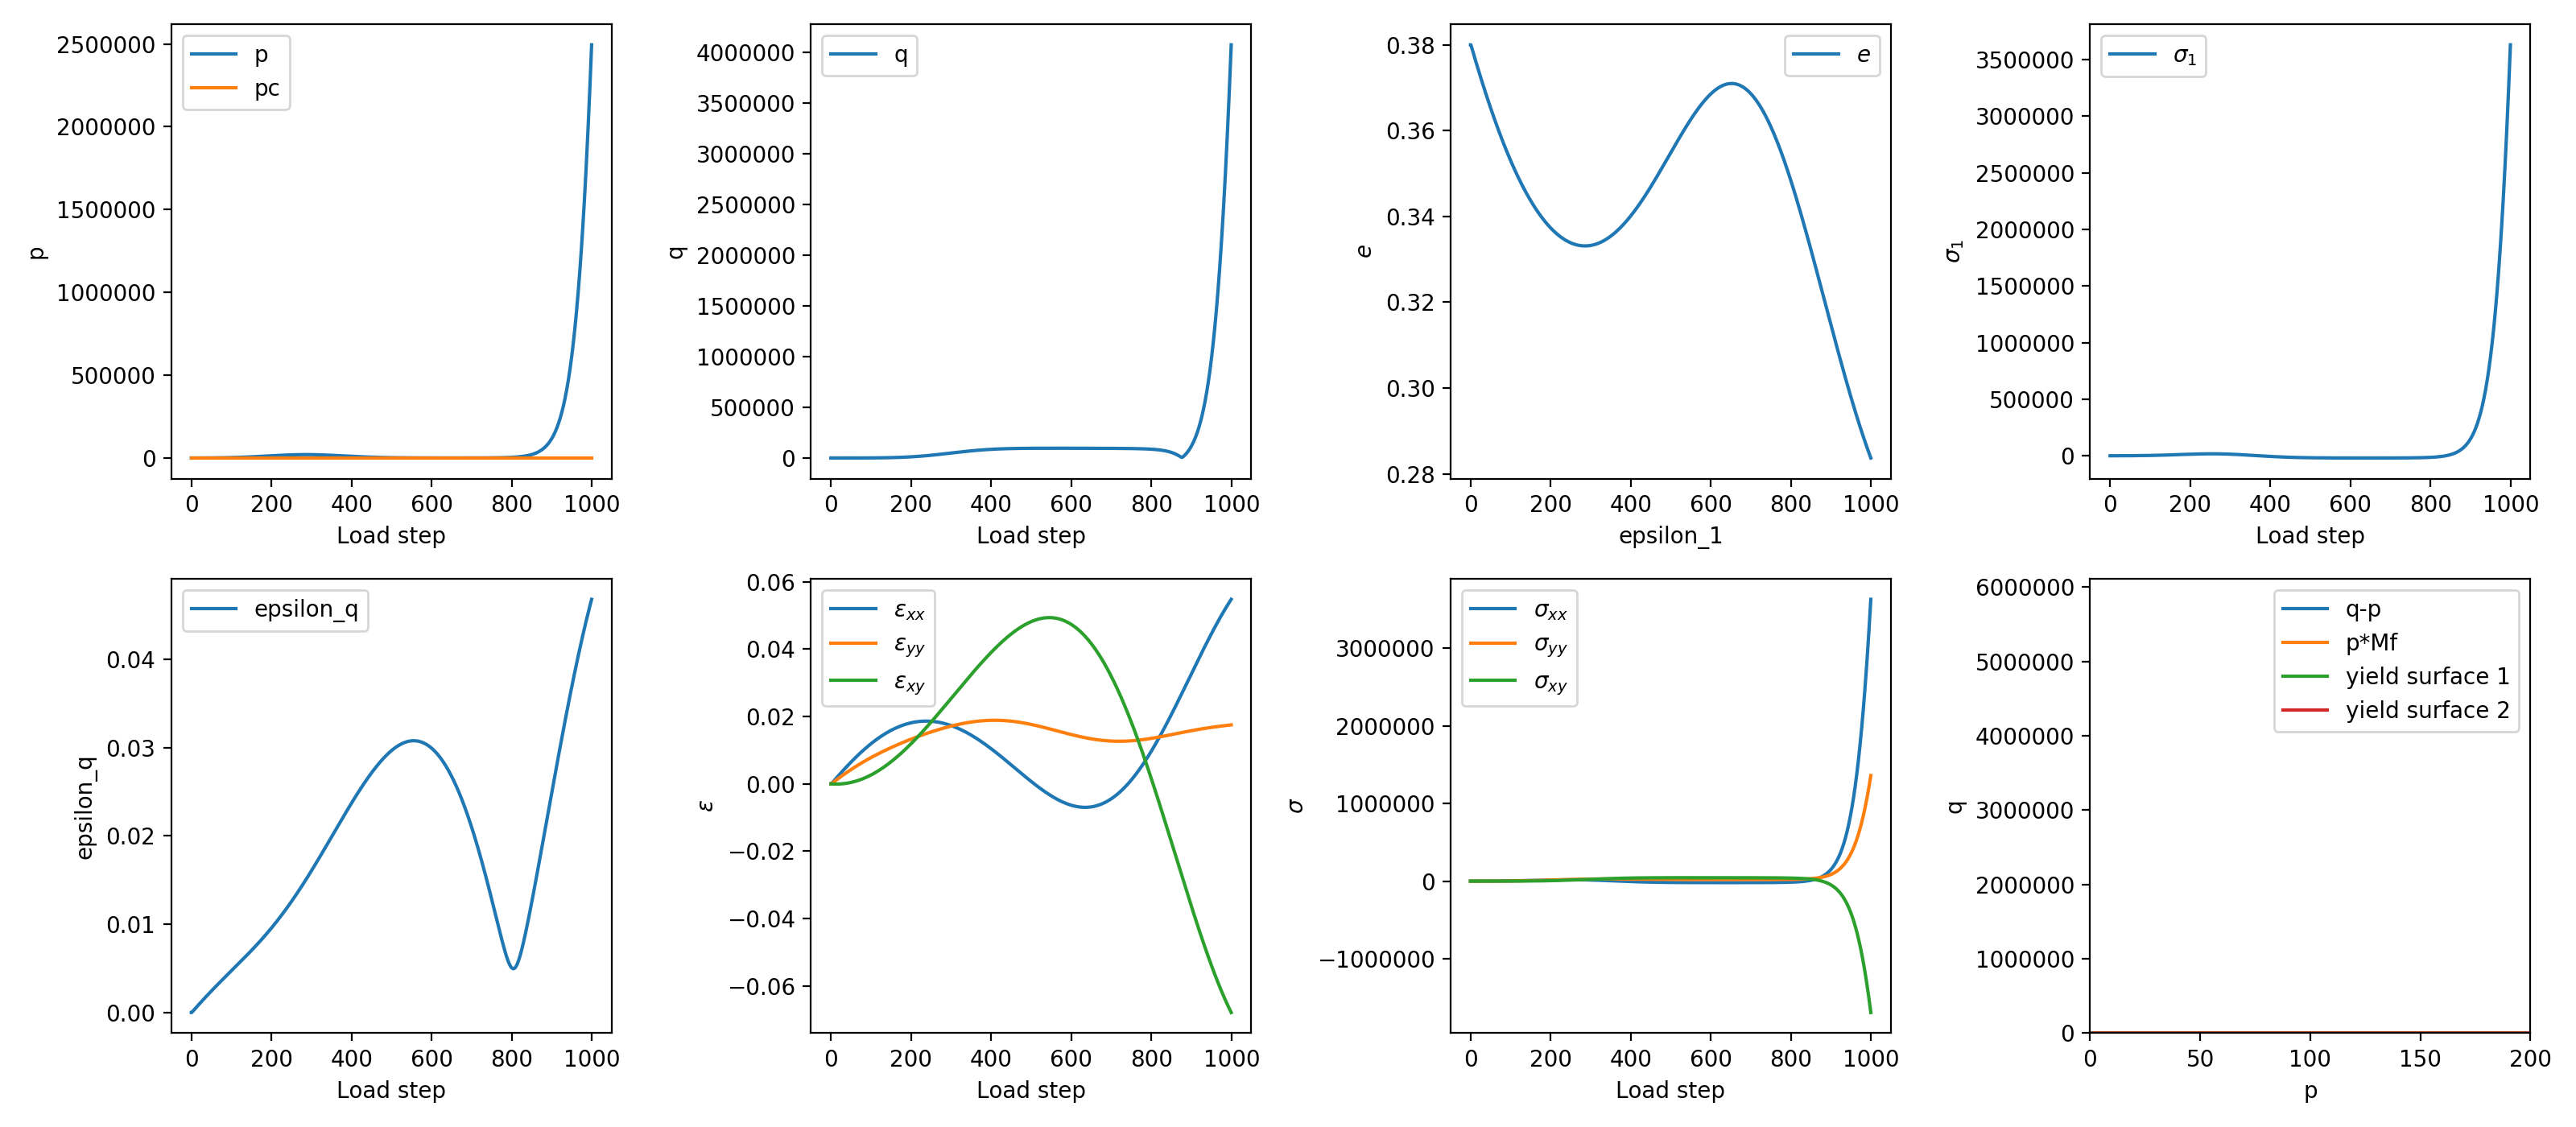 2500000
2000000
1500000
1000000
500000
0
p
p
pc
0 200 400 600 800 1000
Load step
4000000
3500000
3000000
2500000
2000000
1500000
1000000
500000
0
q
q
0 200 400 600 800 1000
Load step
0.38
0.36
0.34
0.32
0.30
0.28
e
e
0 200 400 600 800 1000
epsilon_1
3500000
3000000
2500000
2000000
1500000
1000000
500000
0
σ₁
σ₁
0 200 400 600 800 1000
Load step
0.04
0.03
0.02
0.01
0.00
epsilon_q
epsilon_q
0 200 400 600 800 1000
Load step
0.06
0.04
0.02
0.00
−0.02
−0.04
−0.06
ε
εxx
εyy
εxy
0 200 400 600 800 1000
Load step
3000000
2000000
1000000
0
−1000000
σ
σxx
σyy
σxy
0 200 400 600 800 1000
Load step
6000000
5000000
4000000
3000000
2000000
1000000
0
q
q-p
p*Mf
yield surface 1
yield surface 2
0 50 100 150 200
p